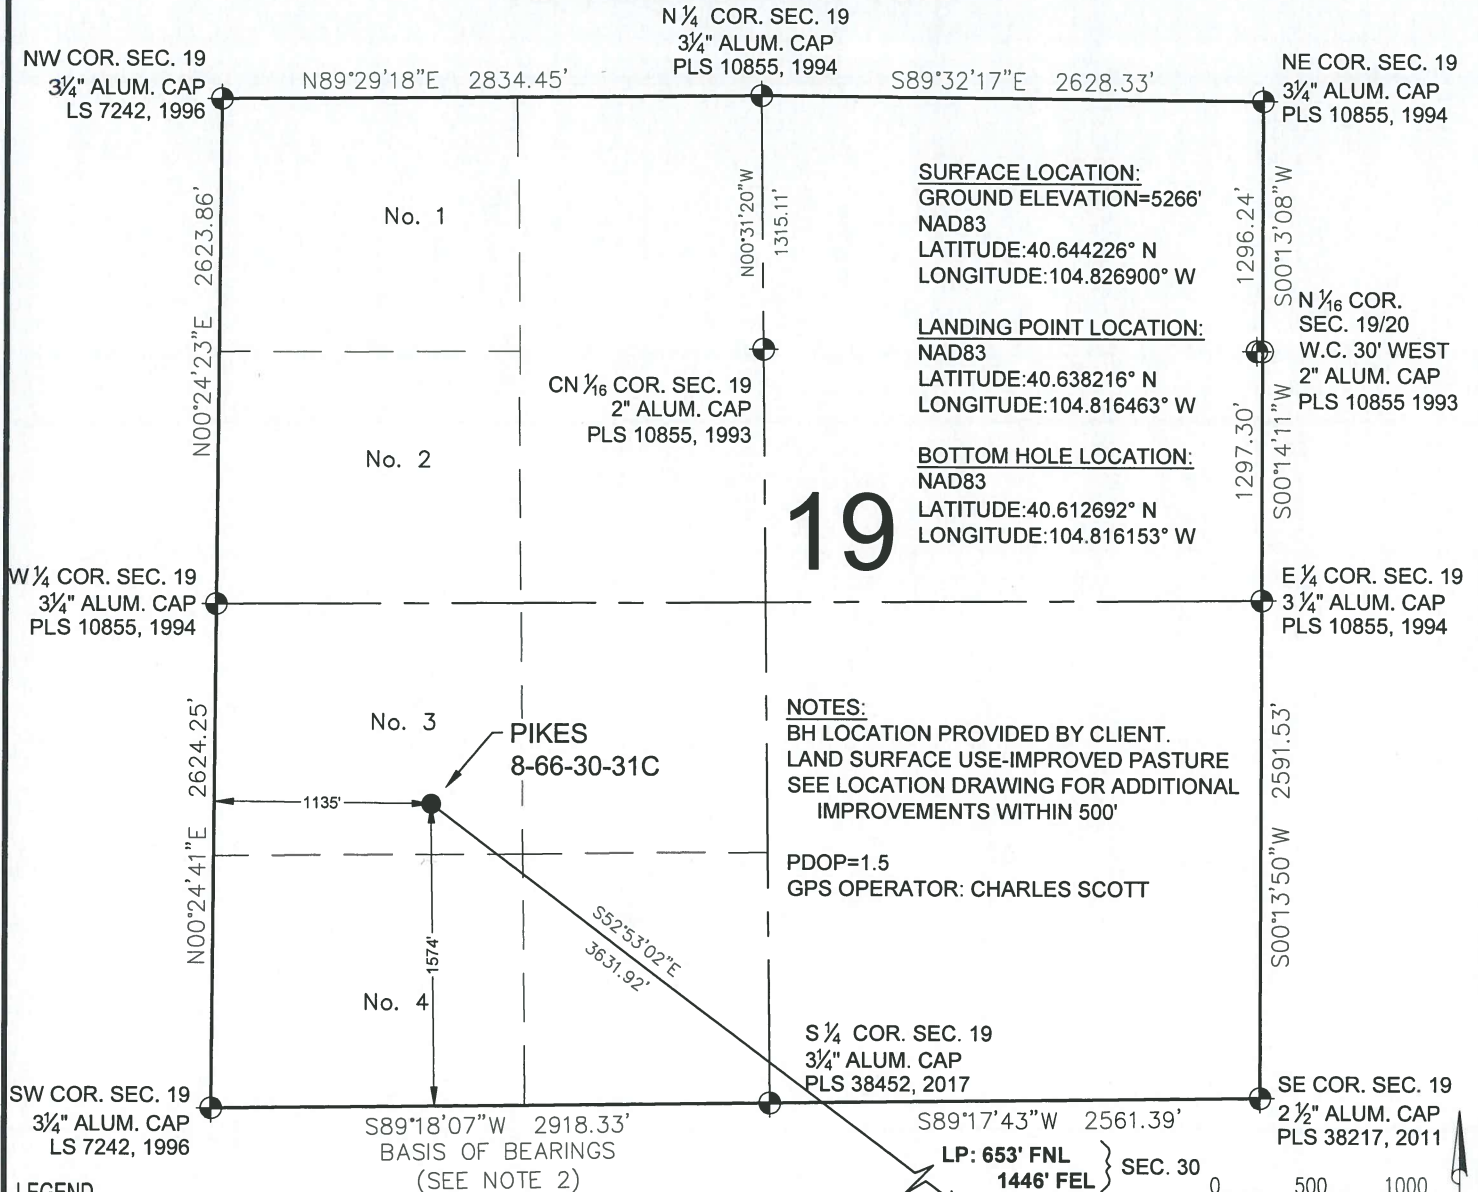 N 1/4 COR. SEC. 19
3 1/4" ALUM. CAP
PLS 10855, 1994
NW COR. SEC. 19
3 1/4" ALUM. CAP
LS 7242, 1996
N89°29'18"E 2834.45'
S89°32'17"E 2628.33'
NE COR. SEC. 19
3 1/4" ALUM. CAP
PLS 10855, 1994
N00°24'23"E 2623.86'
No. 1
N00°31'20"W
1315.11'
SURFACE LOCATION:
GROUND ELEVATION=5266'
NAD83
LATITUDE:40.644226° N
LONGITUDE:104.826900° W
1296.24'
S00°13'08"W
LANDING POINT LOCATION:
NAD83
LATITUDE:40.638216° N
LONGITUDE:104.816463° W
N 1/16 COR.
SEC. 19/20
W.C. 30' WEST
2" ALUM. CAP
PLS 10855 1993
CN 1/16 COR. SEC. 19
2" ALUM. CAP
PLS 10855, 1993
No. 2
BOTTOM HOLE LOCATION:
NAD83
LATITUDE:40.612692° N
LONGITUDE:104.816153° W
1297.30'
S00°14'11"W
19
W 1/4 COR. SEC. 19
3 1/4" ALUM. CAP
PLS 10855, 1994
E 1/4 COR. SEC. 19
3 1/4" ALUM. CAP
PLS 10855, 1994
N00°24'41"E 2624.25'
No. 3
PIKES
8-66-30-31C
1135'
NOTES:
BH LOCATION PROVIDED BY CLIENT.
LAND SURFACE USE-IMPROVED PASTURE
SEE LOCATION DRAWING FOR ADDITIONAL
IMPROVEMENTS WITHIN 500'
PDOP=1.5
GPS OPERATOR: CHARLES SCOTT
S00°13'50"W 2591.53'
1574'
S52°53'02"E
3631.92'
No. 4
S 1/4 COR. SEC. 19
3 1/4" ALUM. CAP
PLS 38452, 2017
SW COR. SEC. 19
3 1/4" ALUM. CAP
LS 7242, 1996
S89°18'07"W 2918.33'
BASIS OF BEARINGS
(SEE NOTE 2)
S89°17'43"W 2561.39'
SE COR. SEC. 19
2 1/2" ALUM. CAP
PLS 38217, 2011
LP: 653' FNL
1446' FEL
SEC. 30
0 500 1000
LEGEND